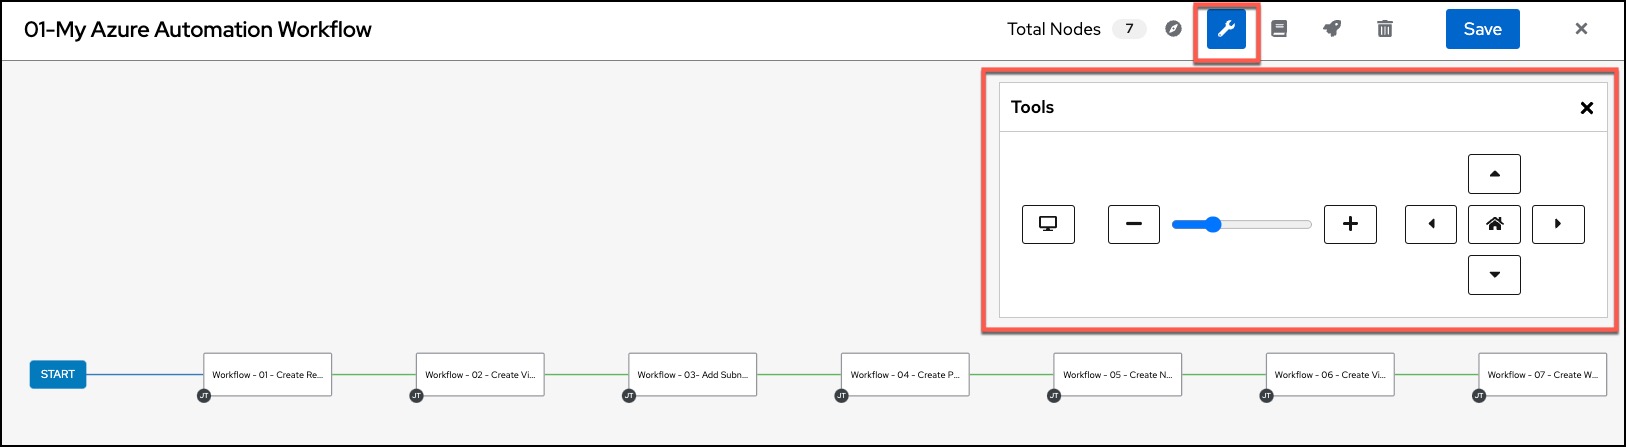 01-My Azure Automation Workflow
Total Nodes 7
Save
Tools
START
Workflow - 01 - Create Re...
Workflow - 02 - Create Vi...
Workflow - 03- Add Subn...
Workflow - 04 - Create P...
Workflow - 05 - Create N...
Workflow - 06 - Create Vi...
Workflow - 07 - Create W...
JT
JT
JT
JT
JT
JT
JT